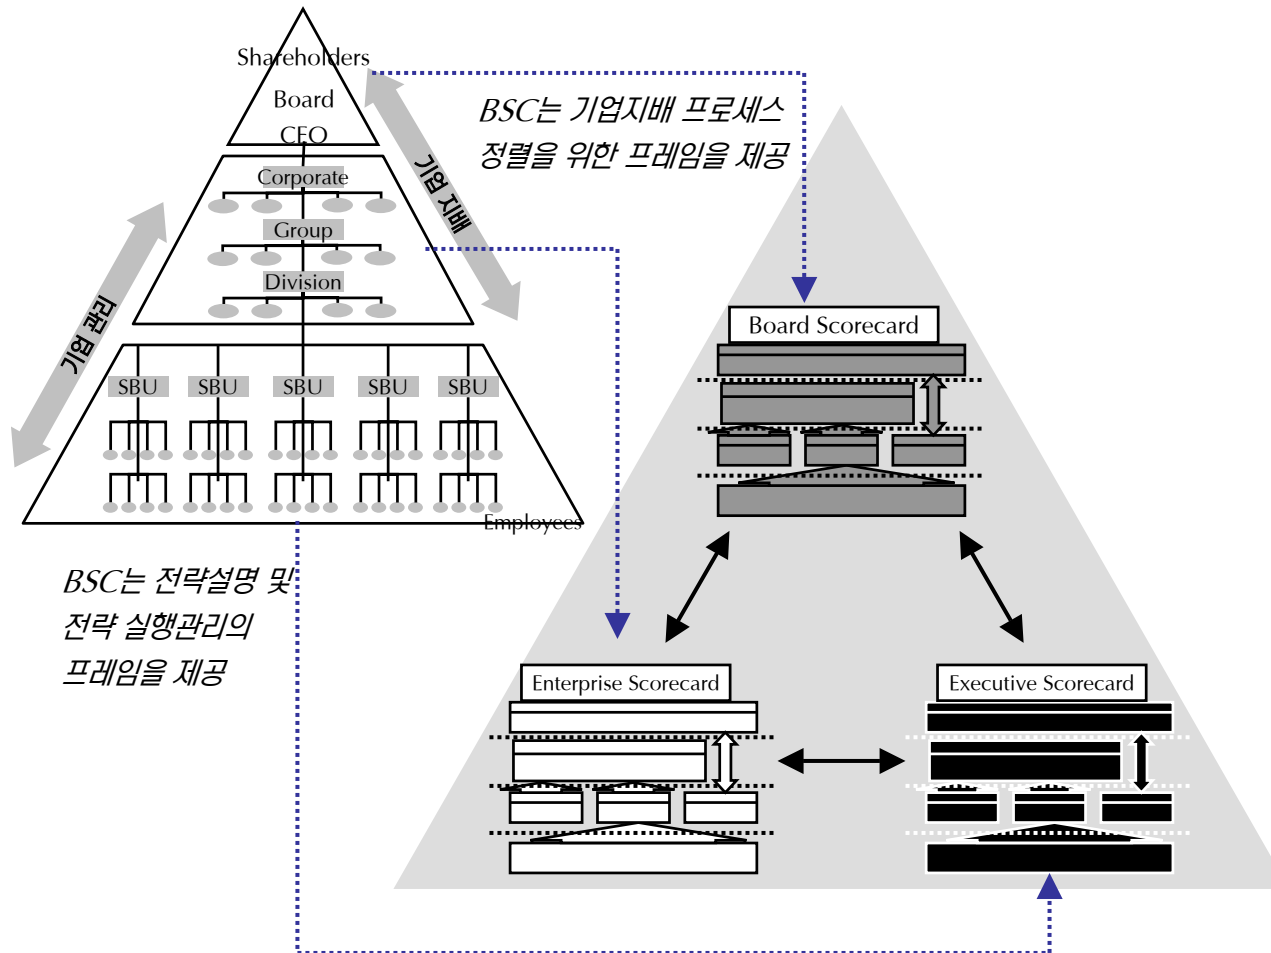 Shareholders
Board
CEO
Corporate
Group
Division
SBU SBU SBU SBU SBU
Employees
기업 지배
기업 관리
BSC는 기업지배 프로세스
정렬을 위한 프레임을 제공
BSC는 전략설명 및
전략 실행관리의
프레임을 제공
Board Scorecard
Enterprise Scorecard
Executive Scorecard